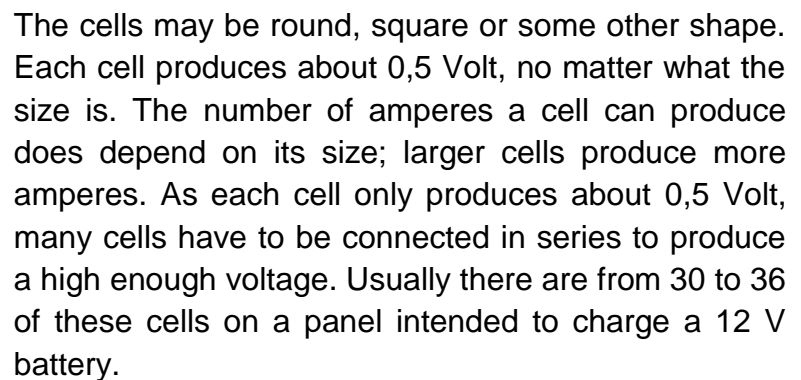 The cells may be round, square or some other shape.
Each cell produces about 0,5 Volt, no matter what the
size is. The number of amperes a cell can produce
does depend on its size; larger cells produce more
amperes. As each cell only produces about 0,5 Volt,
many cells have to be connected in series to produce
a high enough voltage. Usually there are from 30 to 36
of these cells on a panel intended to charge a 12 V
battery.